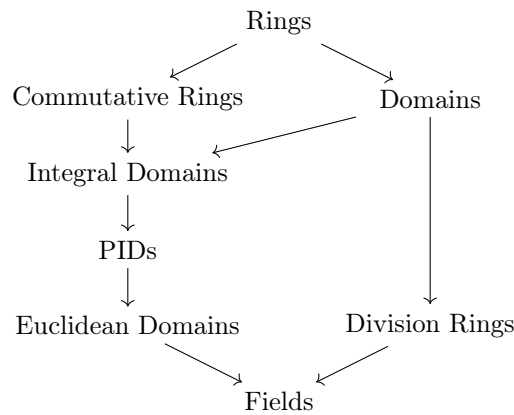 Rings
Commutative Rings
Domains
Integral Domains
PIDs
Euclidean Domains
Division Rings
Fields